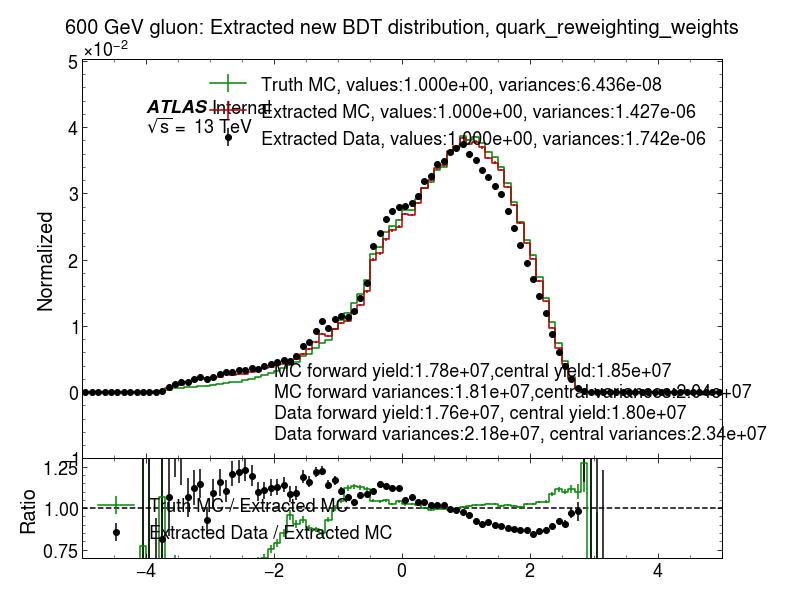 600 GeV gluon: Extracted new BDT distribution, quark_reweighting_weights
×10⁻²
5
Truth MC, values:1.000e+00, variances:6.436e-08
ATLAS Internal
Extracted MC, values:1.000e+00, variances:1.427e-06
√s = 13 TeV
Extracted Data, values:1.000e+00, variances:1.742e-06
4
3
2
1
0
Normalized
MC forward yield:1.78e+07,central yield:1.85e+07
MC forward variances:1.81e+07,central variances:2.04e+07
Data forward yield:1.76e+07, central yield:1.80e+07
Data forward variances:2.18e+07, central variances:2.34e+07
1
1.25
1.00
0.75
Ratio
Truth MC / Extracted MC
Extracted Data / Extracted MC
−4 −2 0 2 4